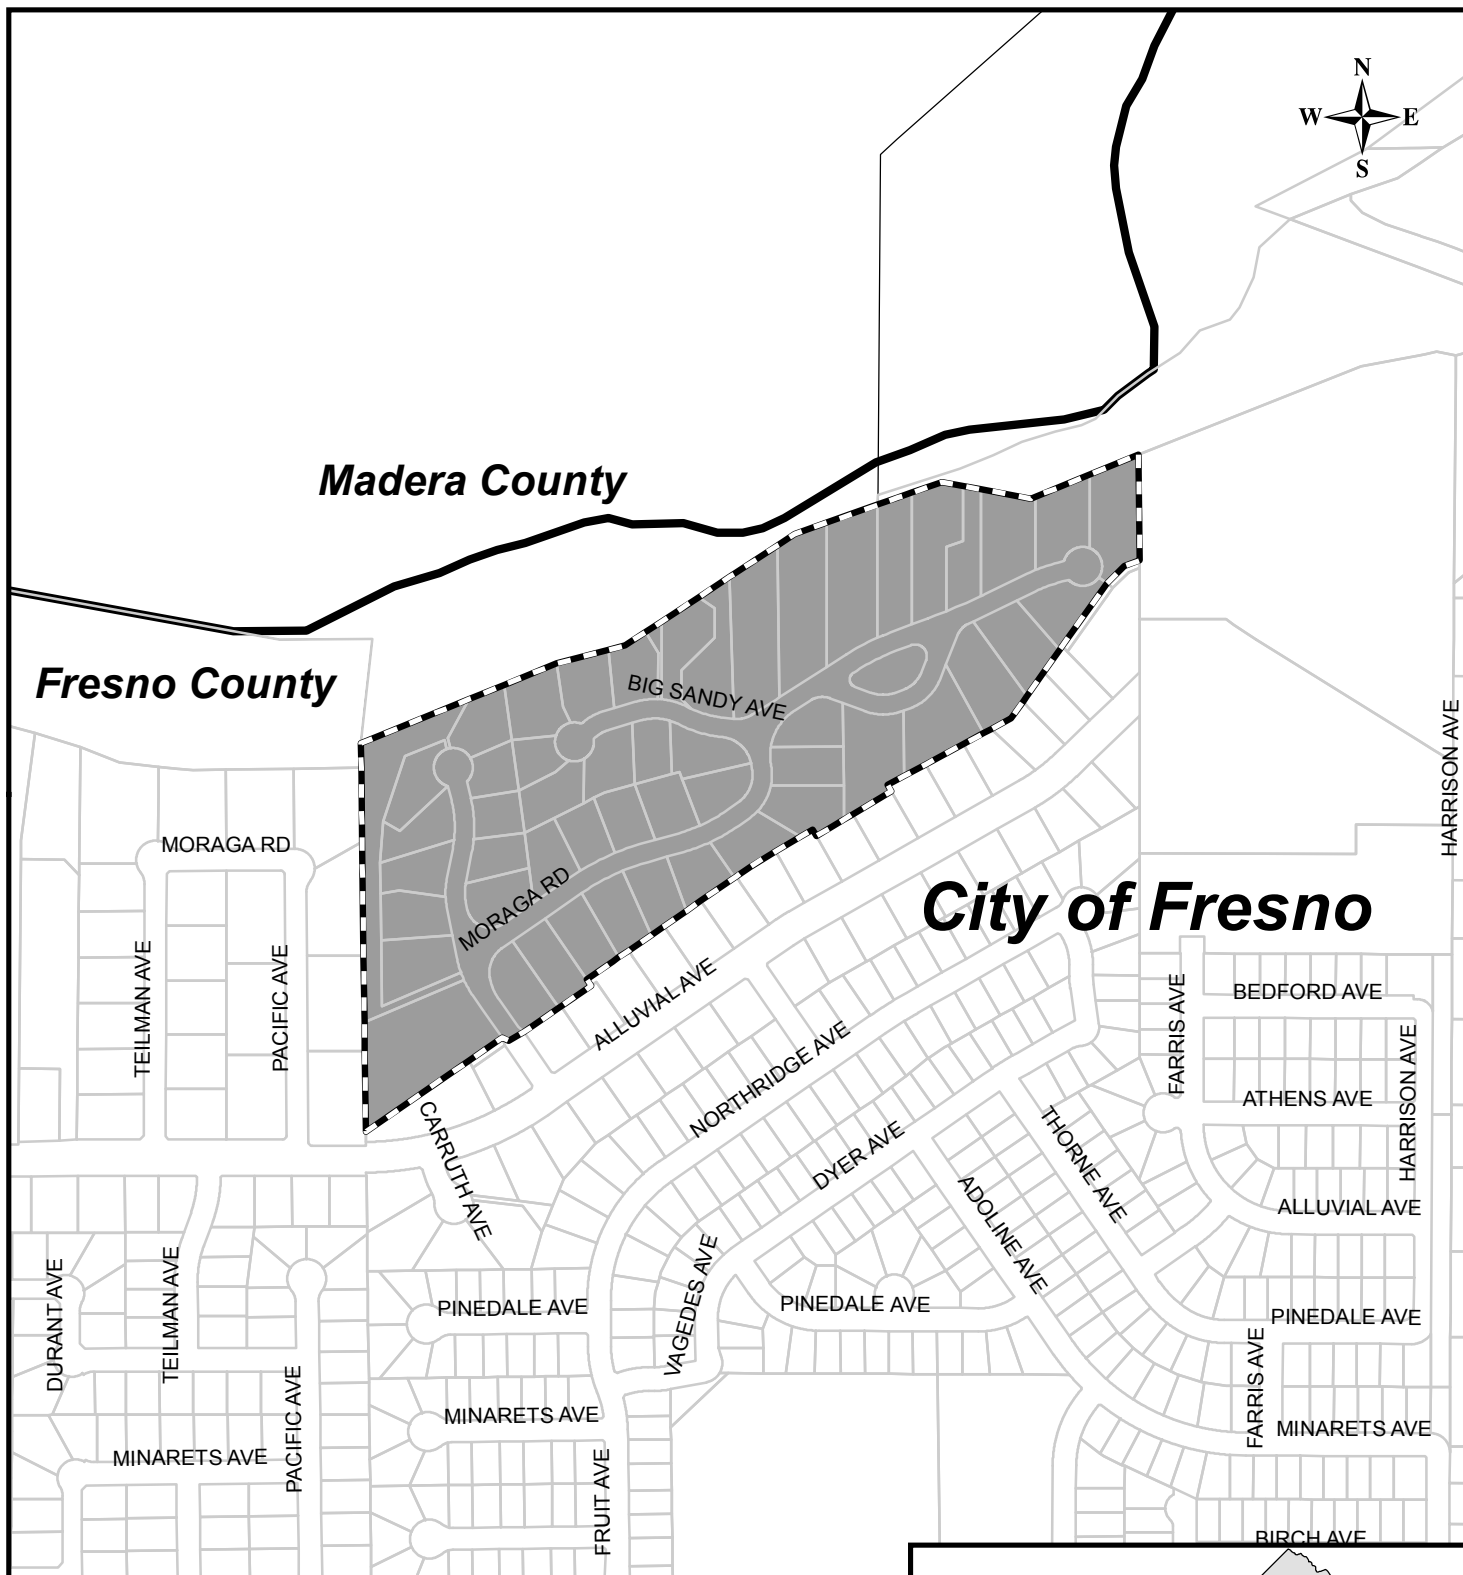 N
W E
S
Madera County
Fresno County
BIG SANDY AVE
HARRISON AVE
MORAGA RD
MORAGA RD
City of Fresno
TEILMAN AVE
PACIFIC AVE
ALLUVIAL AVE
FARRIS AVE
BEDFORD AVE
NORTHRIDGE AVE
HARRISON AVE
ATHENS AVE
CARRUTH AVE
DYER AVE
THORNE AVE
ADOLINE AVE
ALLUVIAL AVE
DURANT AVE
TEILMAN AVE
VAGEDES AVE
PINEDALE AVE
PINEDALE AVE
PINEDALE AVE
PACIFIC AVE
FARRIS AVE
MINARETS AVE
MINARETS AVE
MINARETS AVE
FRUIT AVE
BIRCH AVE